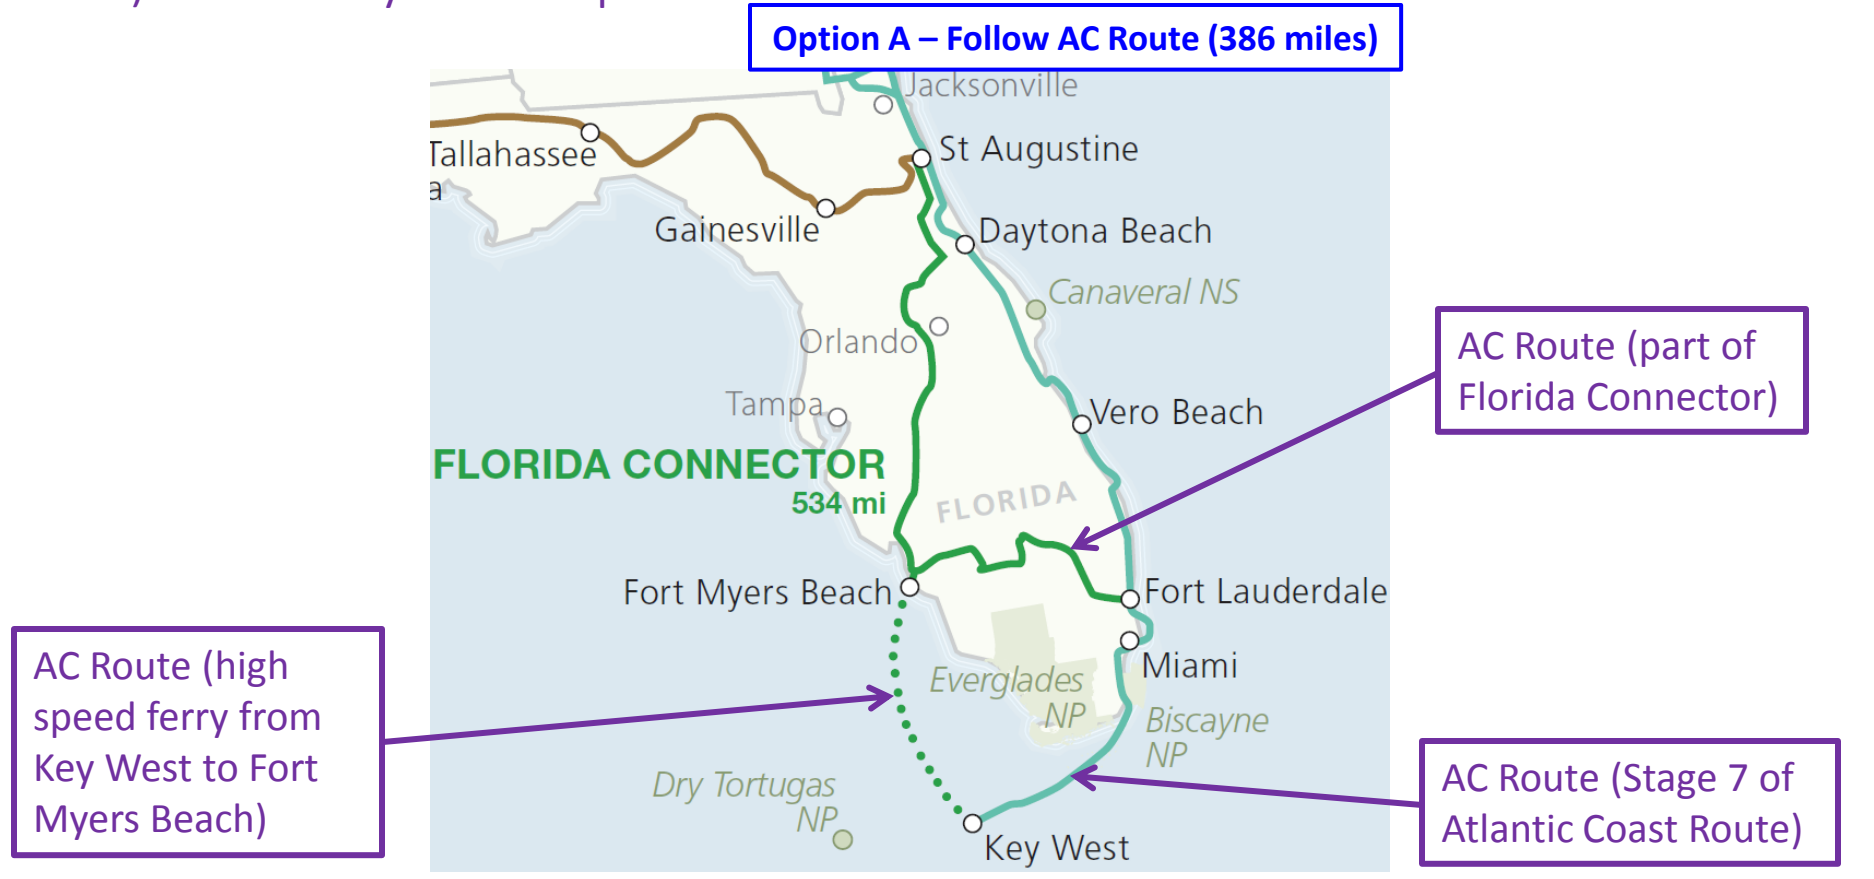 Option A – Follow AC Route (386 miles)
Jacksonville
Tallahassee
a
St Augustine
Gainesville
Daytona Beach
Canaveral NS
Orlando
AC Route (part of
Florida Connector)
Tampa
Vero Beach
FLORIDA CONNECTOR
534 mi
FLORIDA
Fort Myers Beach
Fort Lauderdale
AC Route (high
speed ferry from
Key West to Fort
Myers Beach)
Miami
Everglades
NP
Biscayne
NP
Dry Tortugas
NP
AC Route (Stage 7 of
Atlantic Coast Route)
Key West